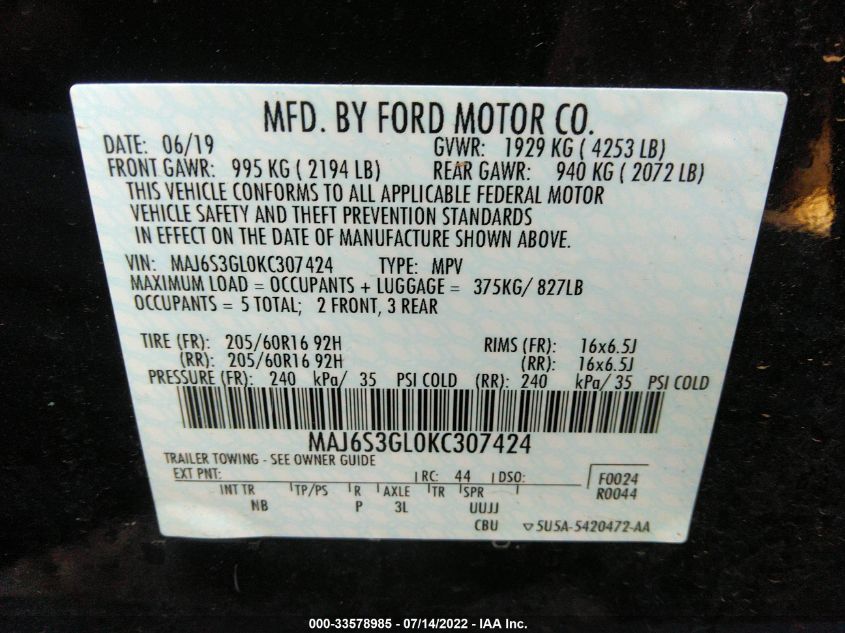 MFD. BY FORD MOTOR CO.
DATE: 06/19 GVWR: 1929 KG ( 4253 LB)
FRONT GAWR: 995 KG ( 2194 LB) REAR GAWR: 940 KG ( 2072 LB)
THIS VEHICLE CONFORMS TO ALL APPLICABLE FEDERAL MOTOR
VEHICLE SAFETY AND THEFT PREVENTION STANDARDS
IN EFFECT ON THE DATE OF MANUFACTURE SHOWN ABOVE.
VIN: MAJ6S3GL0KC307424 TYPE: MPV
MAXIMUM LOAD = OCCUPANTS + LUGGAGE = 375KG/ 827LB
OCCUPANTS = 5 TOTAL; 2 FRONT, 3 REAR
TIRE (FR): 205/60R16 92H RIMS (FR): 16x6.5J
(RR): 205/60R16 92H (RR): 16x6.5J
PRESSURE (FR): 240 kPa/ 35 PSI COLD (RR): 240 kPa/ 35 PSI COLD
MAJ6S3GL0KC307424
TRAILER TOWING - SEE OWNER GUIDE
EXT PNT: RC: 44 DSO: F0024
R0044
INT TR TP/PS R AXLE TR SPR
NB P 3L UUJJ
CBU ▽5U5A-5420472-AA
000-33578985 - 07/14/2022 - IAA Inc.